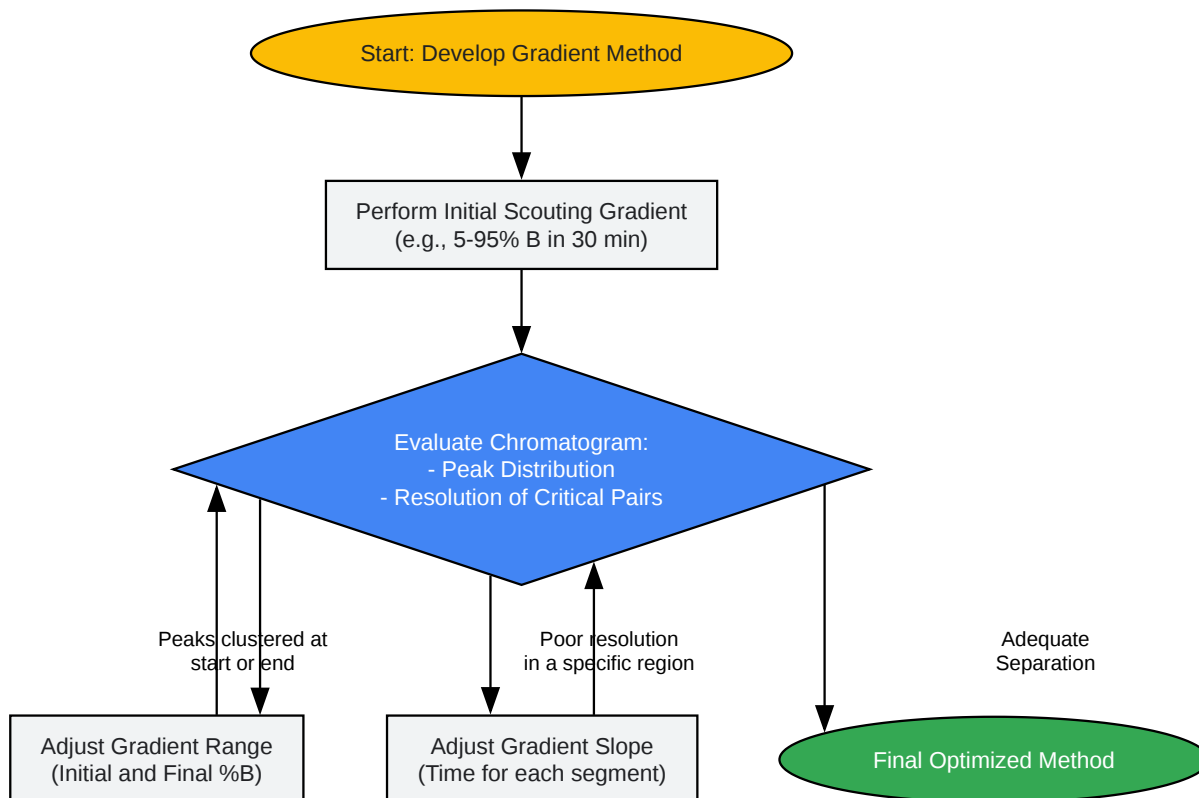 Start: Develop Gradient Method
Perform Initial Scouting Gradient
(e.g., 5-95% B in 30 min)
Evaluate Chromatogram:
- Peak Distribution
- Resolution of Critical Pairs
Peaks clustered at
start or end
Poor resolution
in a specific region
Adequate
Separation
Adjust Gradient Range
(Initial and Final %B)
Adjust Gradient Slope
(Time for each segment)
Final Optimized Method